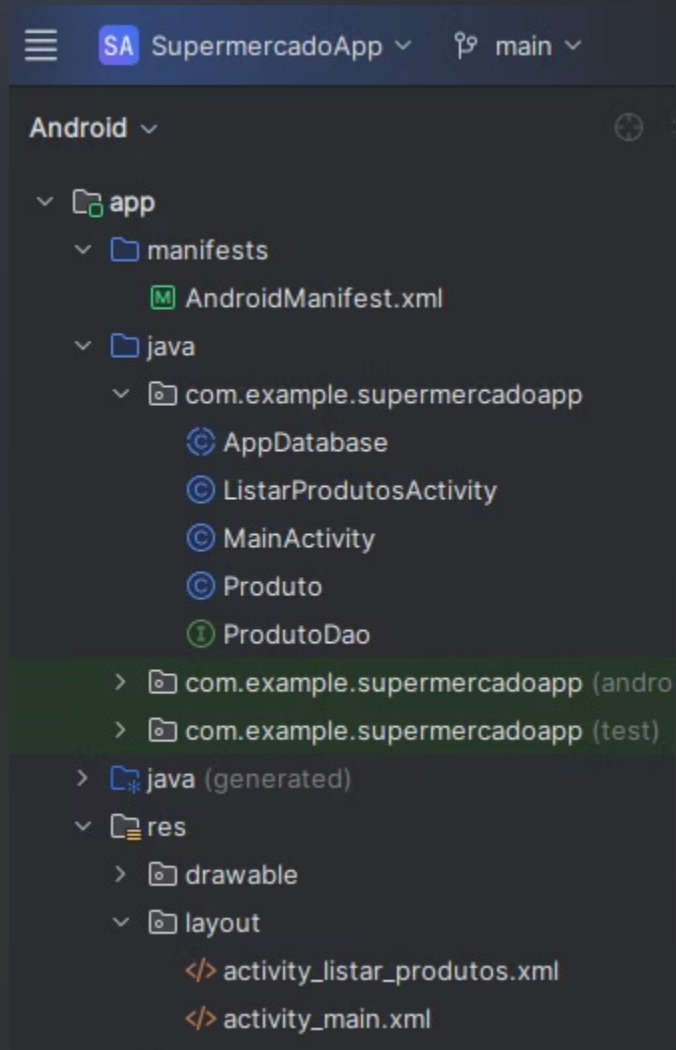 SA SupermercadoApp main
Android
app
manifests
M AndroidManifest.xml
java
com.example.supermercadoapp
C AppDatabase
C ListarProdutosActivity
C MainActivity
C Produto
I ProdutoDao
com.example.supermercadoapp (andro
com.example.supermercadoapp (test)
java (generated)
res
drawable
layout
</> activity_listar_produtos.xml
</> activity_main.xml